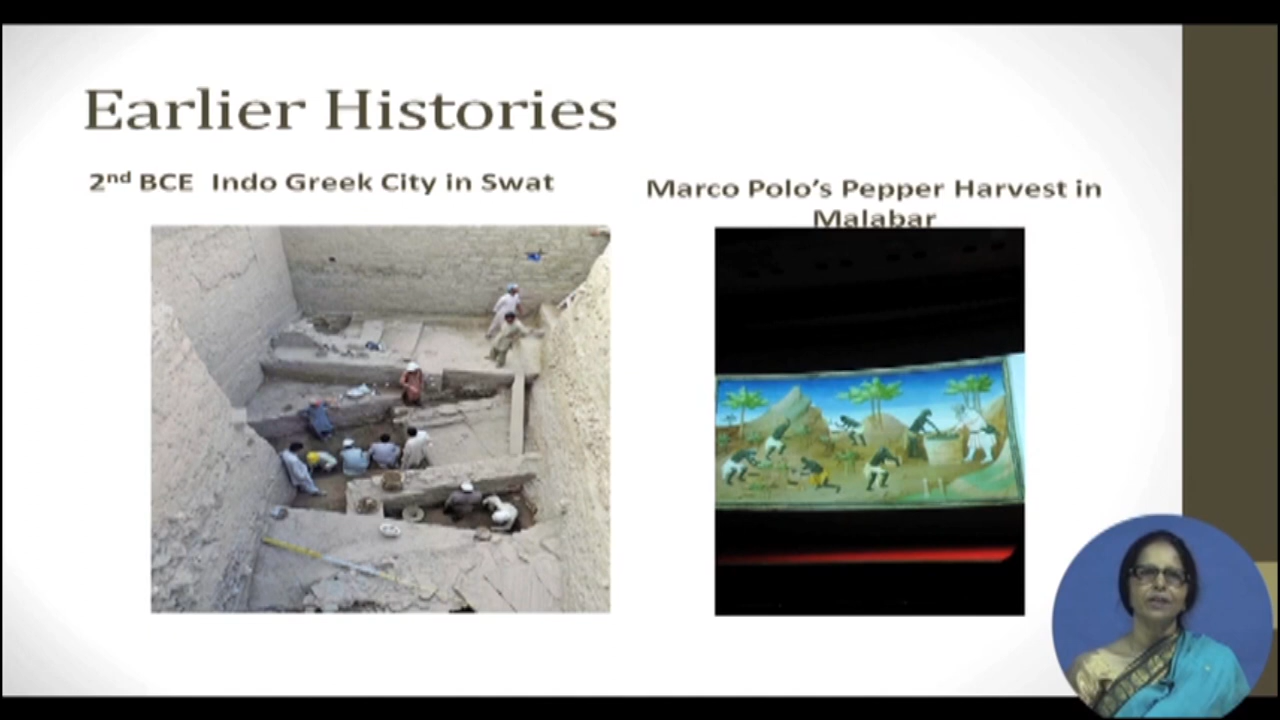 Earlier Histories
2nd BCE Indo Greek City in Swat
Marco Polo's Pepper Harvest in
Malabar